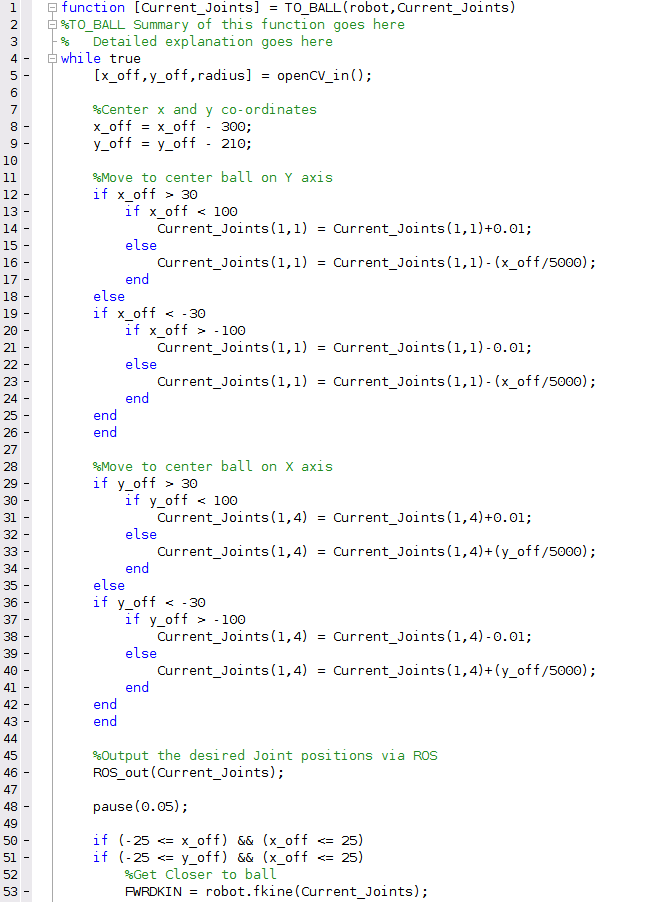 1 function [Current_Joints] = TO_BALL(robot,Current_Joints)
2 %TO_BALL Summary of this function goes here
3 %   Detailed explanation goes here
4 - while true
5 -     [x_off,y_off,radius] = openCV_in();
6
7     %Center x and y co-ordinates
8 -     x_off = x_off - 300;
9 -     y_off = y_off - 210;
10
11     %Move to center ball on Y axis
12 -     if x_off > 30
13 -         if x_off < 100
14 -             Current_Joints(1,1) = Current_Joints(1,1)+0.01;
15 -         else
16 -             Current_Joints(1,1) = Current_Joints(1,1)-(x_off/5000);
17 -         end
18 -     else
19 -     if x_off < -30
20 -         if x_off > -100
21 -             Current_Joints(1,1) = Current_Joints(1,1)-0.01;
22 -         else
23 -             Current_Joints(1,1) = Current_Joints(1,1)-(x_off/5000);
24 -         end
25 -     end
26 -     end
27
28     %Move to center ball on X axis
29 -     if y_off > 30
30 -         if y_off < 100
31 -             Current_Joints(1,4) = Current_Joints(1,4)+0.01;
32 -         else
33 -             Current_Joints(1,4) = Current_Joints(1,4)+(y_off/5000);
34 -         end
35 -     else
36 -     if y_off < -30
37 -         if y_off > -100
38 -             Current_Joints(1,4) = Current_Joints(1,4)-0.01;
39 -         else
40 -             Current_Joints(1,4) = Current_Joints(1,4)+(y_off/5000);
41 -         end
42 -     end
43 -     end
44
45     %Output the desired Joint positions via ROS
46 -     ROS_out(Current_Joints);
47
48 -     pause(0.05);
49
50 -     if (-25 <= x_off) && (x_off <= 25)
51 -     if (-25 <= y_off) && (x_off <= 25)
52         %Get Closer to ball
53 -         FWRDKIN = robot.fkine(Current_Joints);